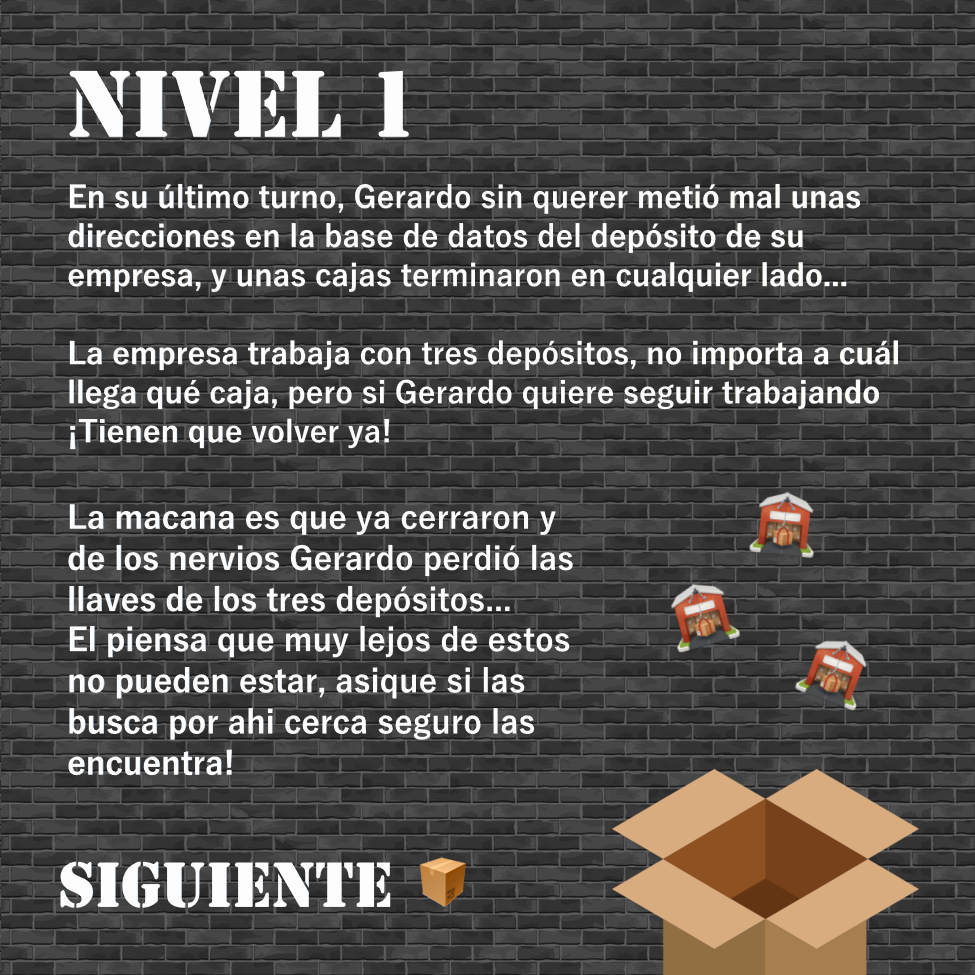 NIVEL 1
En su último turno, Gerardo sin querer metió mal unas
direcciones en la base de datos del depósito de su
empresa, y unas cajas terminaron en cualquier lado...
La empresa trabaja con tres depósitos, no importa a cuál
llega qué caja, pero si Gerardo quiere seguir trabajando
¡Tienen que volver ya!
La macana es que ya cerraron y
de los nervios Gerardo perdió las
llaves de los tres depósitos...
El piensa que muy lejos de estos
no pueden estar, asique si las
busca por ahi cerca seguro las
encuentra!
SIGUIENTE